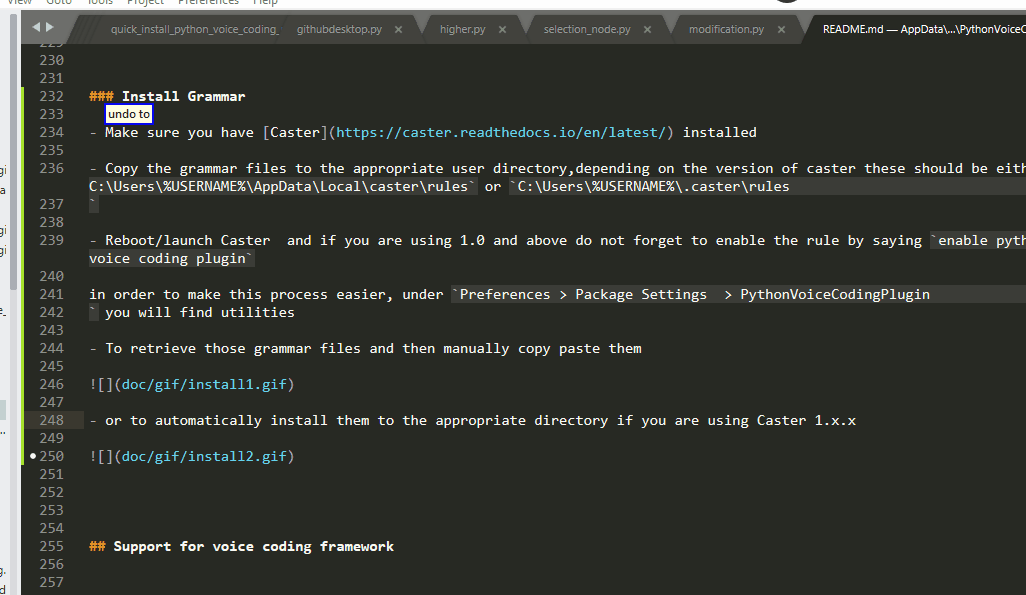 View Goto Tools Project Preferences Help
quick_install_python_voice_coding_ githubdesktop.py × higher.py × selection_node.py × modification.py × README.md — AppData\...\PythonVoiceC
229
230
231
232 ### Install Grammar
233 undo to
234 - Make sure you have [Caster](https://caster.readthedocs.io/en/latest/) installed
235
236 - Copy the grammar files to the appropriate user directory,depending on the version of caster these should be eith
C:\Users\%USERNAME%\AppData\Local\caster\rules` or `C:\Users\%USERNAME%\.caster\rules
237 `
238
239 - Reboot/launch Caster  and if you are using 1.0 and above do not forget to enable the rule by saying `enable pyth
voice coding plugin`
240
241 in order to make this process easier, under `Preferences > Package Settings  > PythonVoiceCodingPlugin
242 ` you will find utilities
243
244 - To retrieve those grammar files and then manually copy paste them
245
246 ![](doc/gif/install1.gif)
247
248 - or to automatically install them to the appropriate directory if you are using Caster 1.x.x
249
250 ![](doc/gif/install2.gif)
251
252
253
254
255 ## Support for voice coding framework
256
257